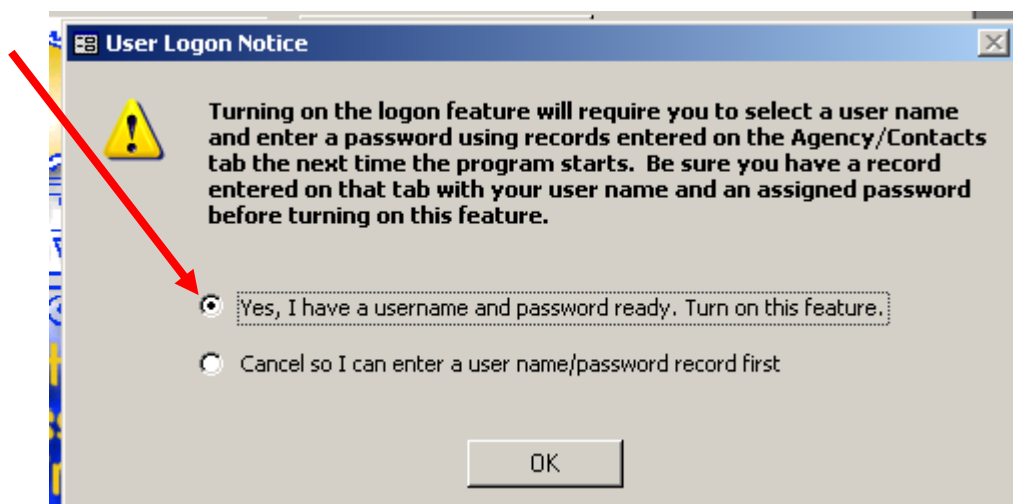 User Logon Notice
Turning on the logon feature will require you to select a user name
and enter a password using records entered on the Agency/Contacts
tab the next time the program starts. Be sure you have a record
entered on that tab with your user name and an assigned password
before turning on this feature.
Yes, I have a username and password ready. Turn on this feature.
Cancel so I can enter a user name/password record first
OK